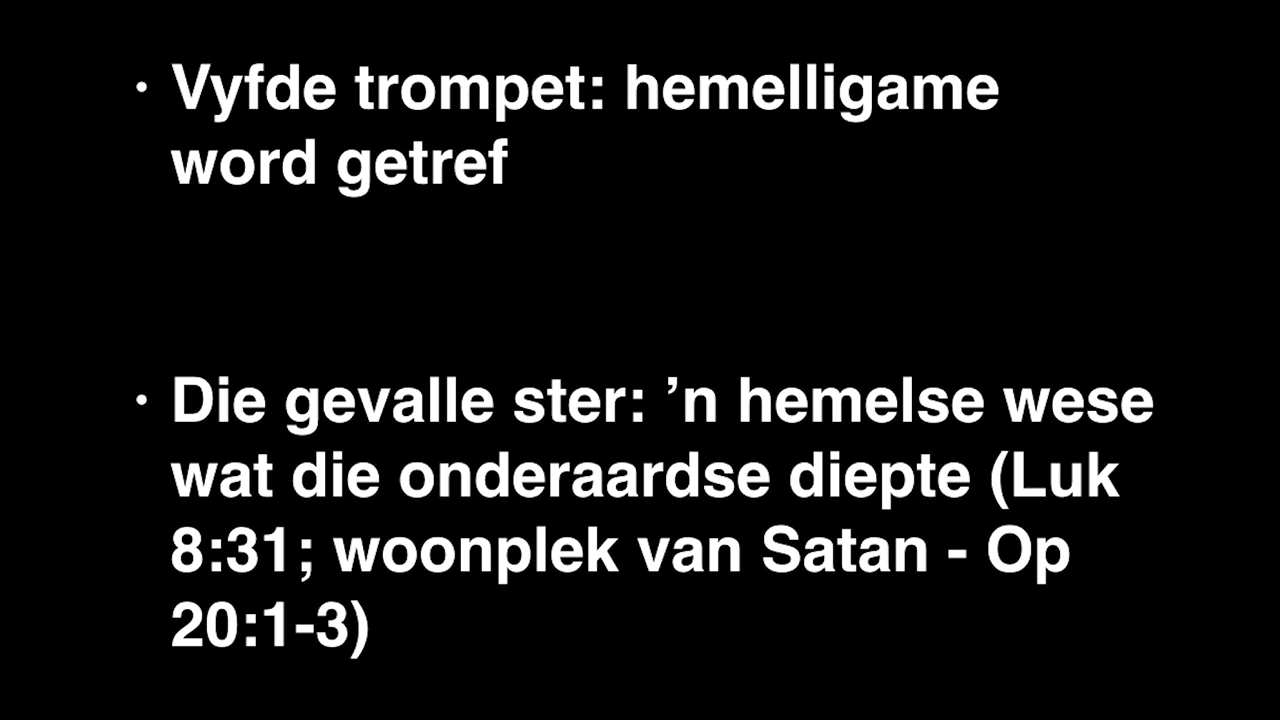 • Vyfde trompet: hemelligame
word getref
• Die gevalle ster: ’n hemelse wese
wat die onderaardse diepte (Luk
8:31; woonplek van Satan - Op
20:1-3)